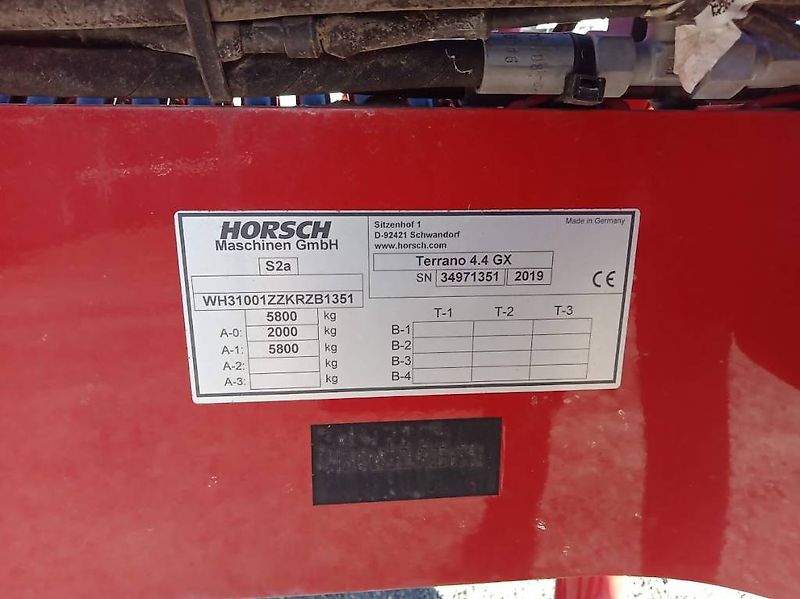 HORSCH
Maschinen GmbH
S2a
WH31001ZZKRZB1351
5800 kg
A-0: 2000 kg
A-1: 5800 kg
A-2: kg
A-3: kg
Sitzenhof 1
D-92421 Schwandorf
www.horsch.com
Made in Germany
Terrano 4.4 GX
SN 34971351 2019
CE
T-1 T-2 T-3
B-1
B-2
B-3
B-4